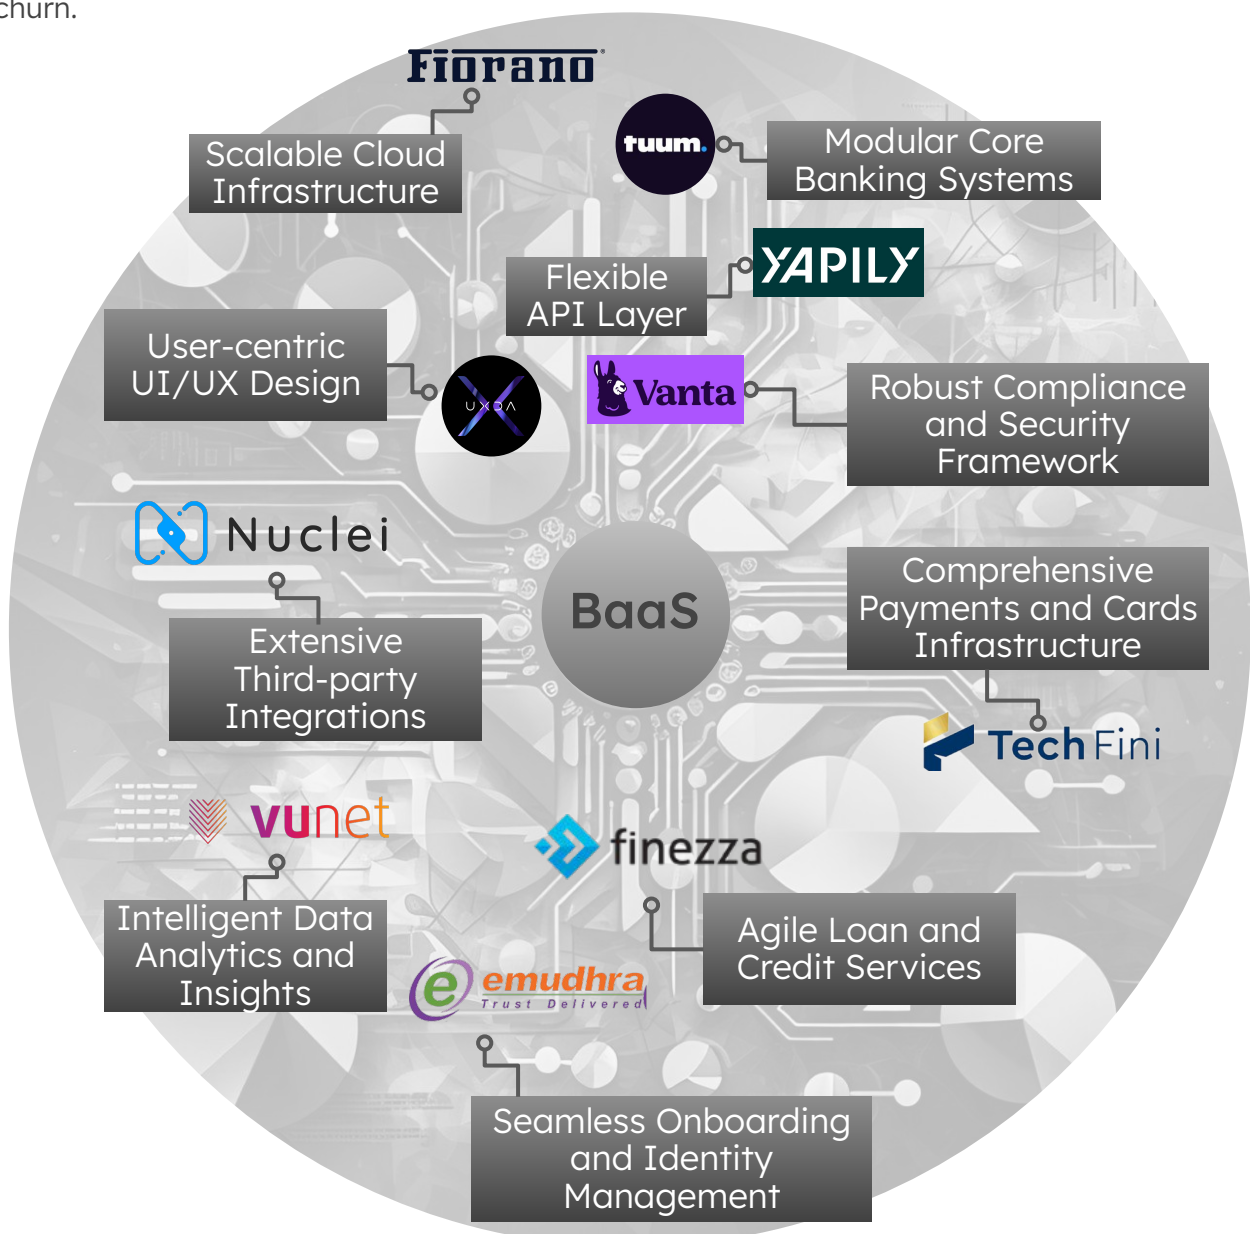 churn.
Fiorano
tuum.
Scalable Cloud
Infrastructure
Modular Core
Banking Systems
YAPILY
Flexible
API Layer
User-centric
UI/UX Design
UXDA
Vanta
Robust Compliance
and Security
Framework
Nuclei
BaaS
Comprehensive
Payments and Cards
Infrastructure
Extensive
Third-party
Integrations
TechFini
vunet
finezza
Intelligent Data
Analytics and
Insights
Agile Loan and
Credit Services
e emudhra
Trust Delivered
Seamless Onboarding
and Identity
Management